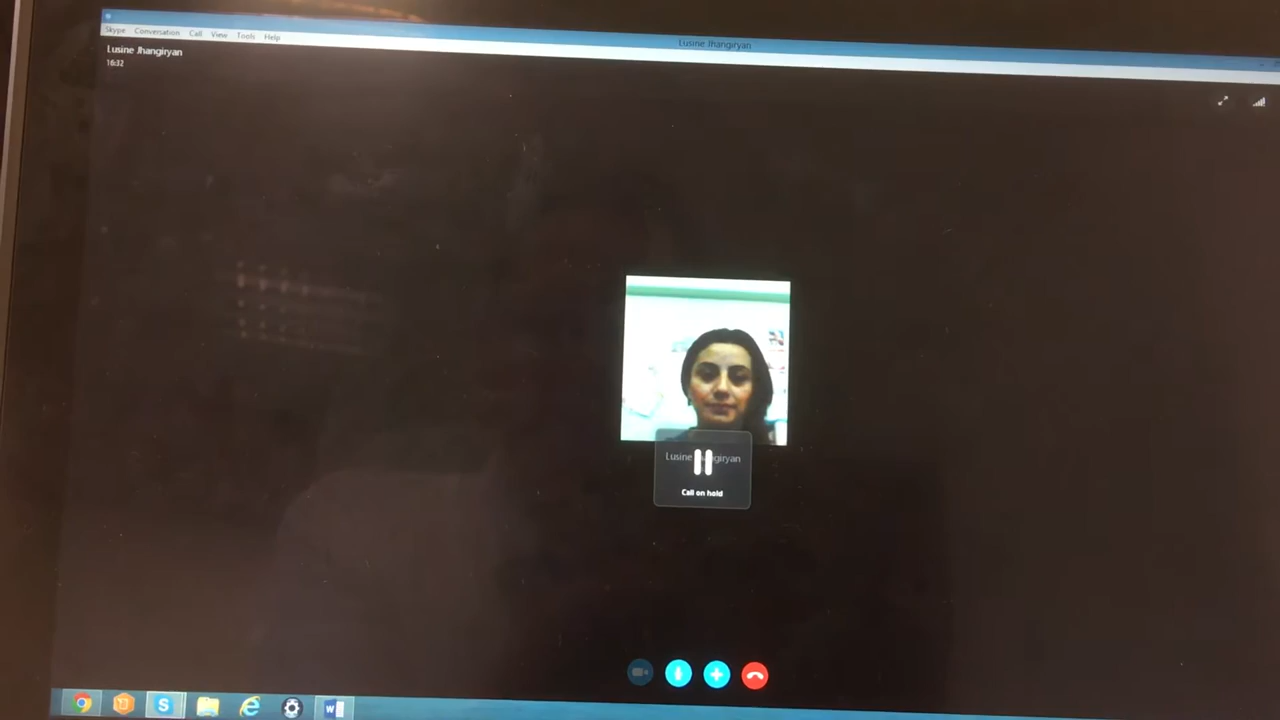 Skype Conversation Call View Tools Help
Lusine Jhangiryan
Lusine Jhangiryan
16:32
Lusine Jhangiryan
Call on hold